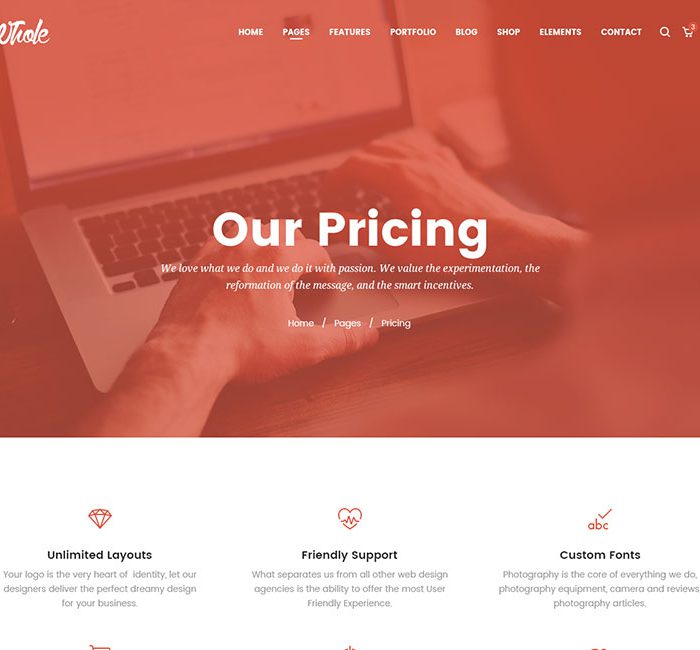 Whole
HOME PAGES FEATURES PORTFOLIO BLOG SHOP ELEMENTS CONTACT 3
Our Pricing
We love what we do and we do it with passion. We value the experimentation, the
reformation of the message, and the smart incentives.
Home / Pages / Pricing
abc
Unlimited Layouts
Your logo is the very heart of identity, let our
designers deliver the perfect dreamy design
for your business.
Friendly Support
What separates us from all other web design
agencies is the ability to offer the most User
Friendly Experience.
Custom Fonts
Photography is the core of everything we do,
photography equipment, camera and reviews
photography articles.